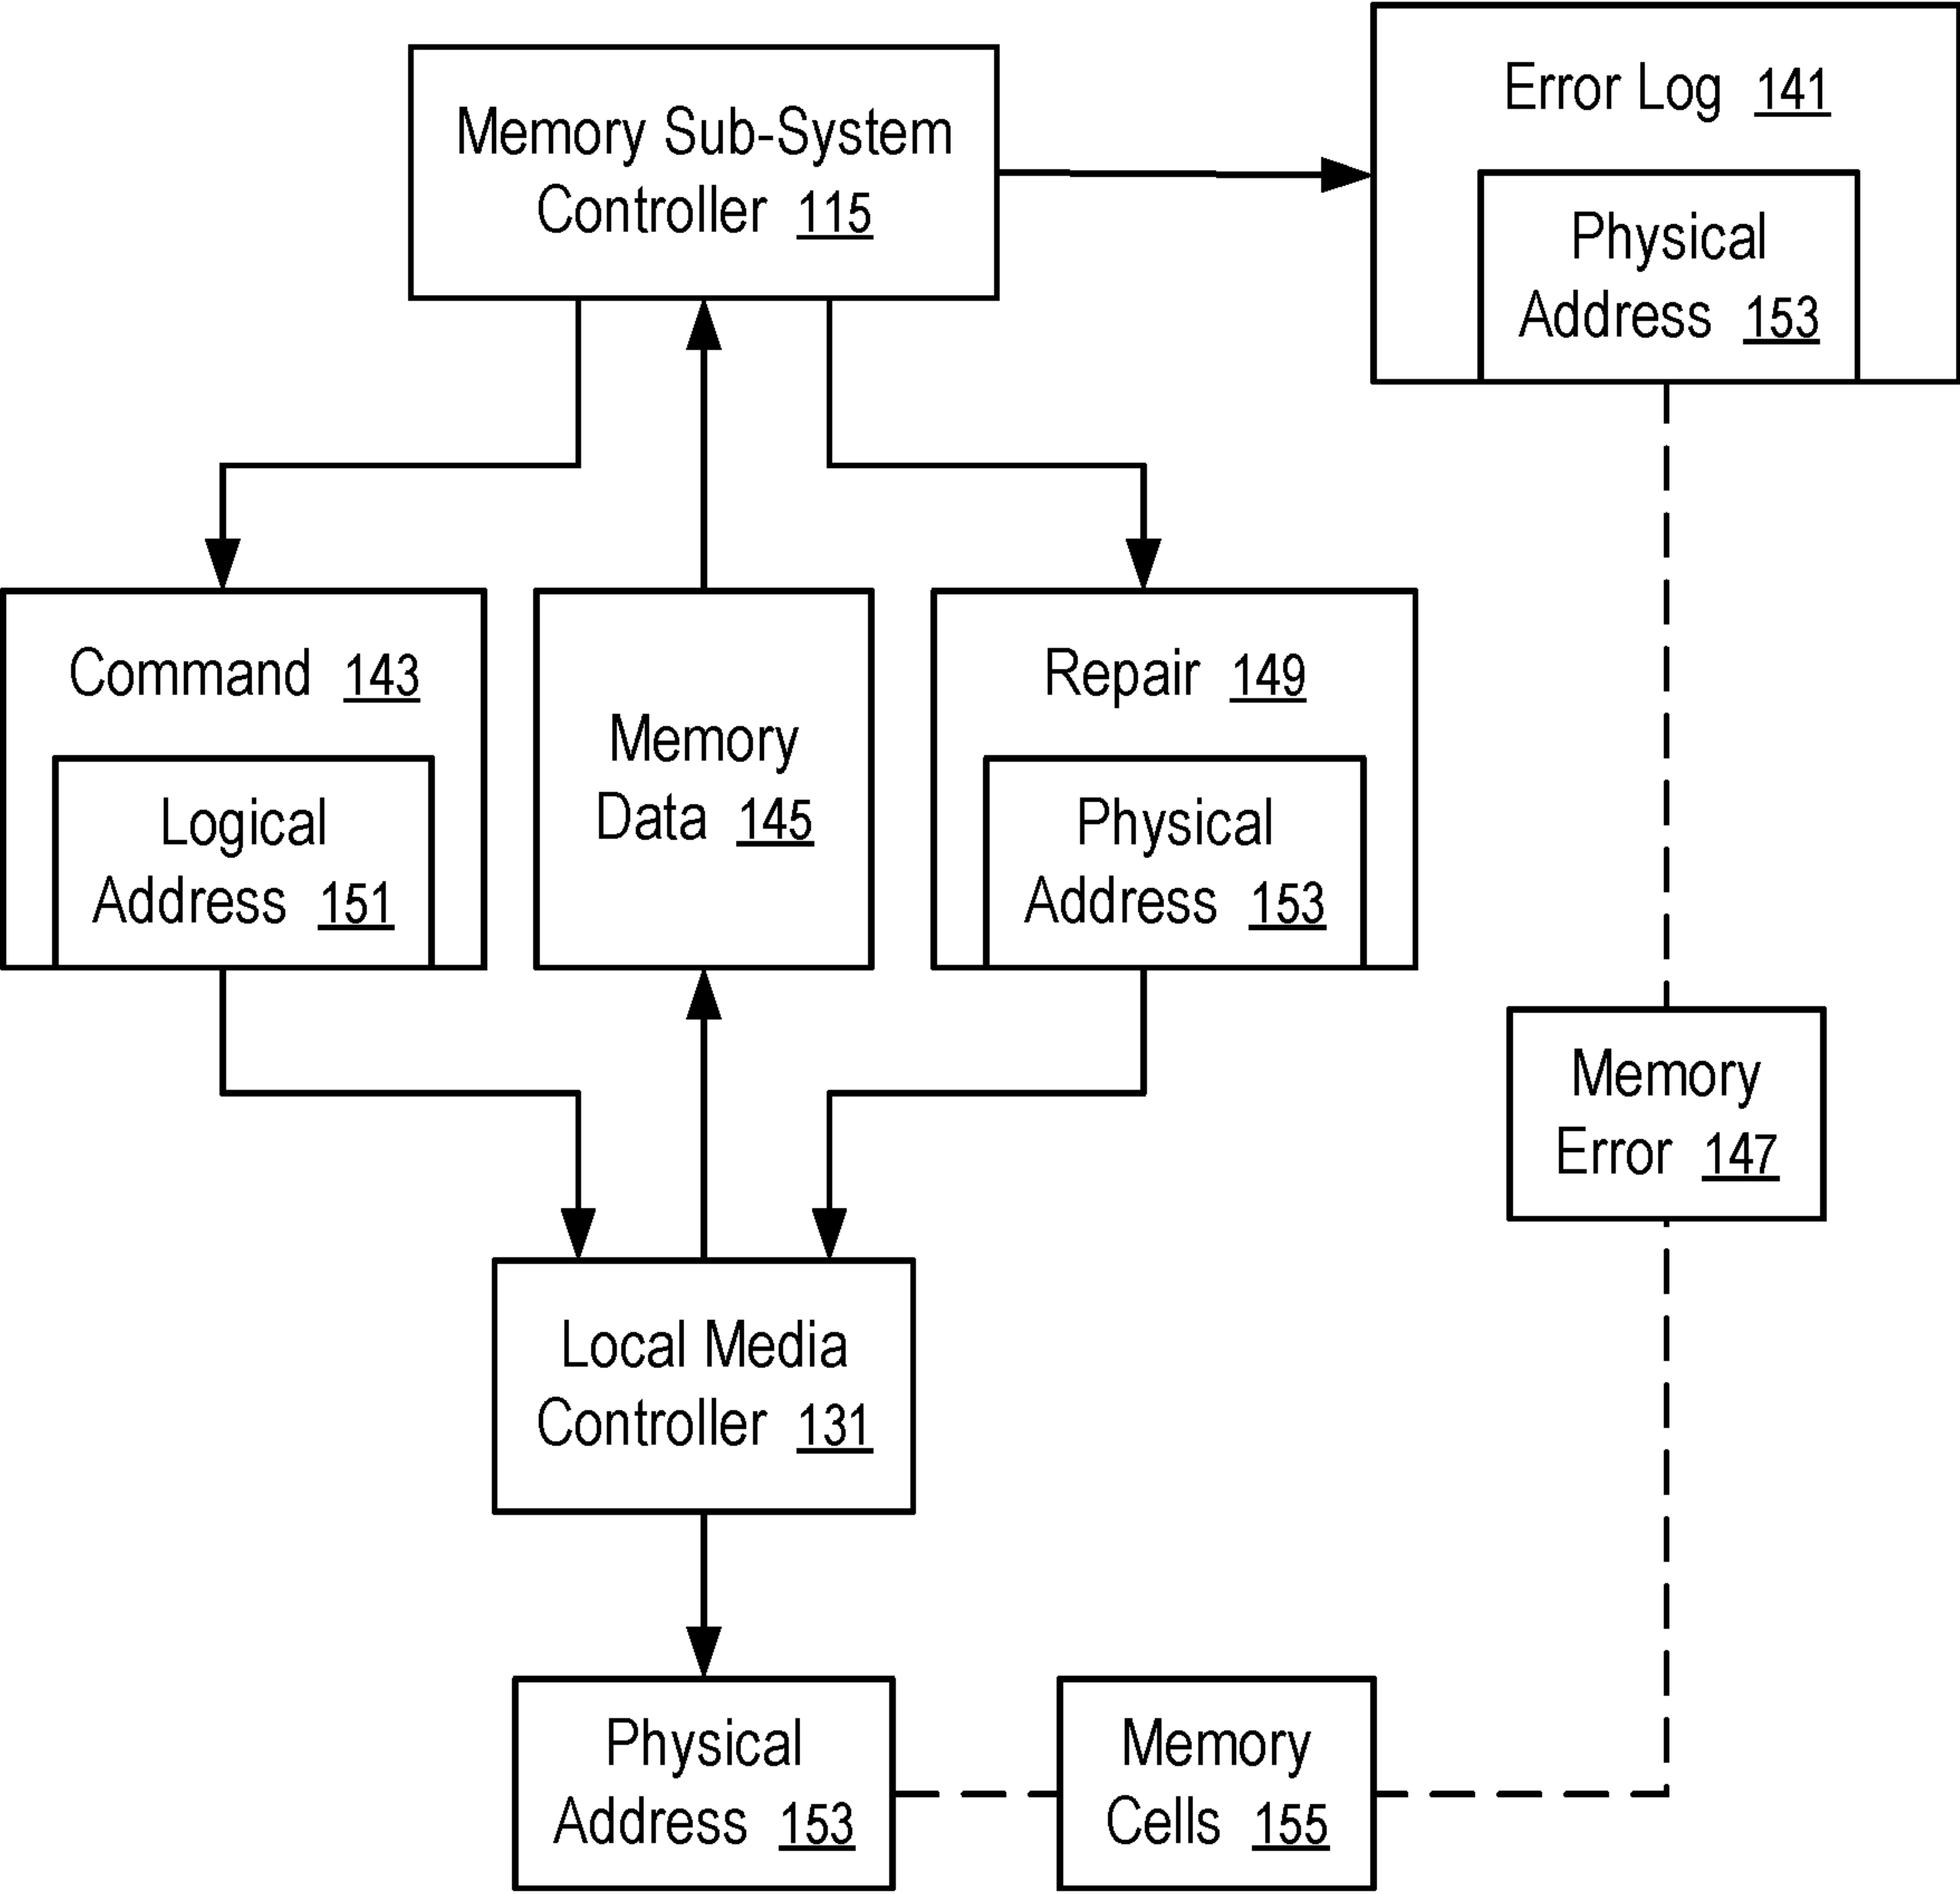 Memory Sub-System
Controller 115
Error Log 141
Physical
Address 153
Command 143
Logical
Address 151
Memory
Data 145
Repair 149
Physical
Address 153
Memory
Error 147
Local Media
Controller 131
Physical
Address 153
Memory
Cells 155